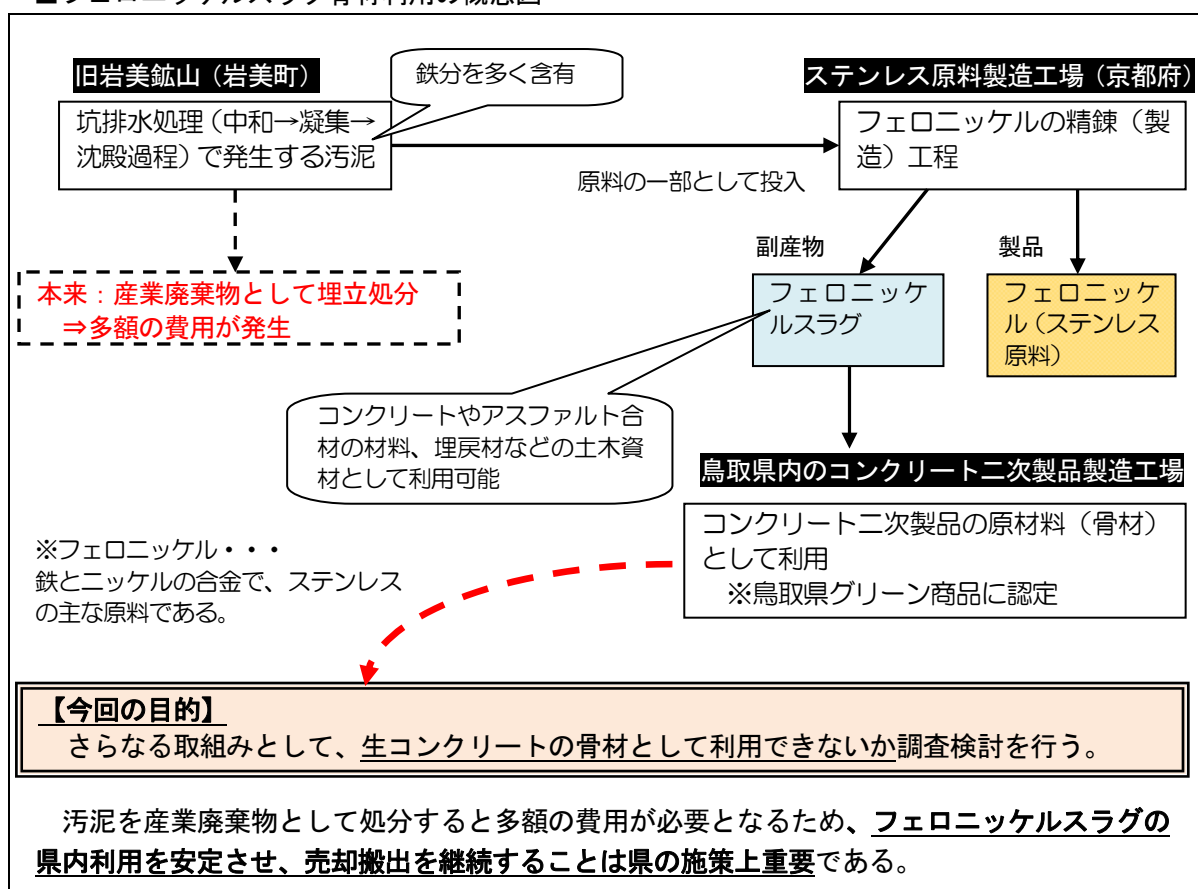 ■フェロニッケルスラグ骨材利用の概念図
旧岩美鉱山（岩美町）
鉄分を多く含有
ステンレス原料製造工場（京都府）
坑排水処理（中和→凝集→
沈殿過程）で発生する汚泥
フェロニッケルの精錬（製
造）工程
原料の一部として投入
副産物
製品
本来：産業廃棄物として埋立処分
⇒多額の費用が発生
フェロニッケ
ルスラグ
フェロニッケ
ル（ステンレス
原料）
コンクリートやアスファルト合
材の材料、埋戻材などの土木資
材として利用可能
鳥取県内のコンクリート二次製品製造工場
コンクリート二次製品の原材料（骨材）
として利用
※鳥取県グリーン商品に認定
※フェロニッケル・・・
鉄とニッケルの合金で、ステンレス
の主な原料である。
【今回の目的】
さらなる取組みとして、生コンクリートの骨材として利用できないか調査検討を行う。
汚泥を産業廃棄物として処分すると多額の費用が必要となるため、フェロニッケルスラグの
県内利用を安定させ、売却搬出を継続することは県の施策上重要である。